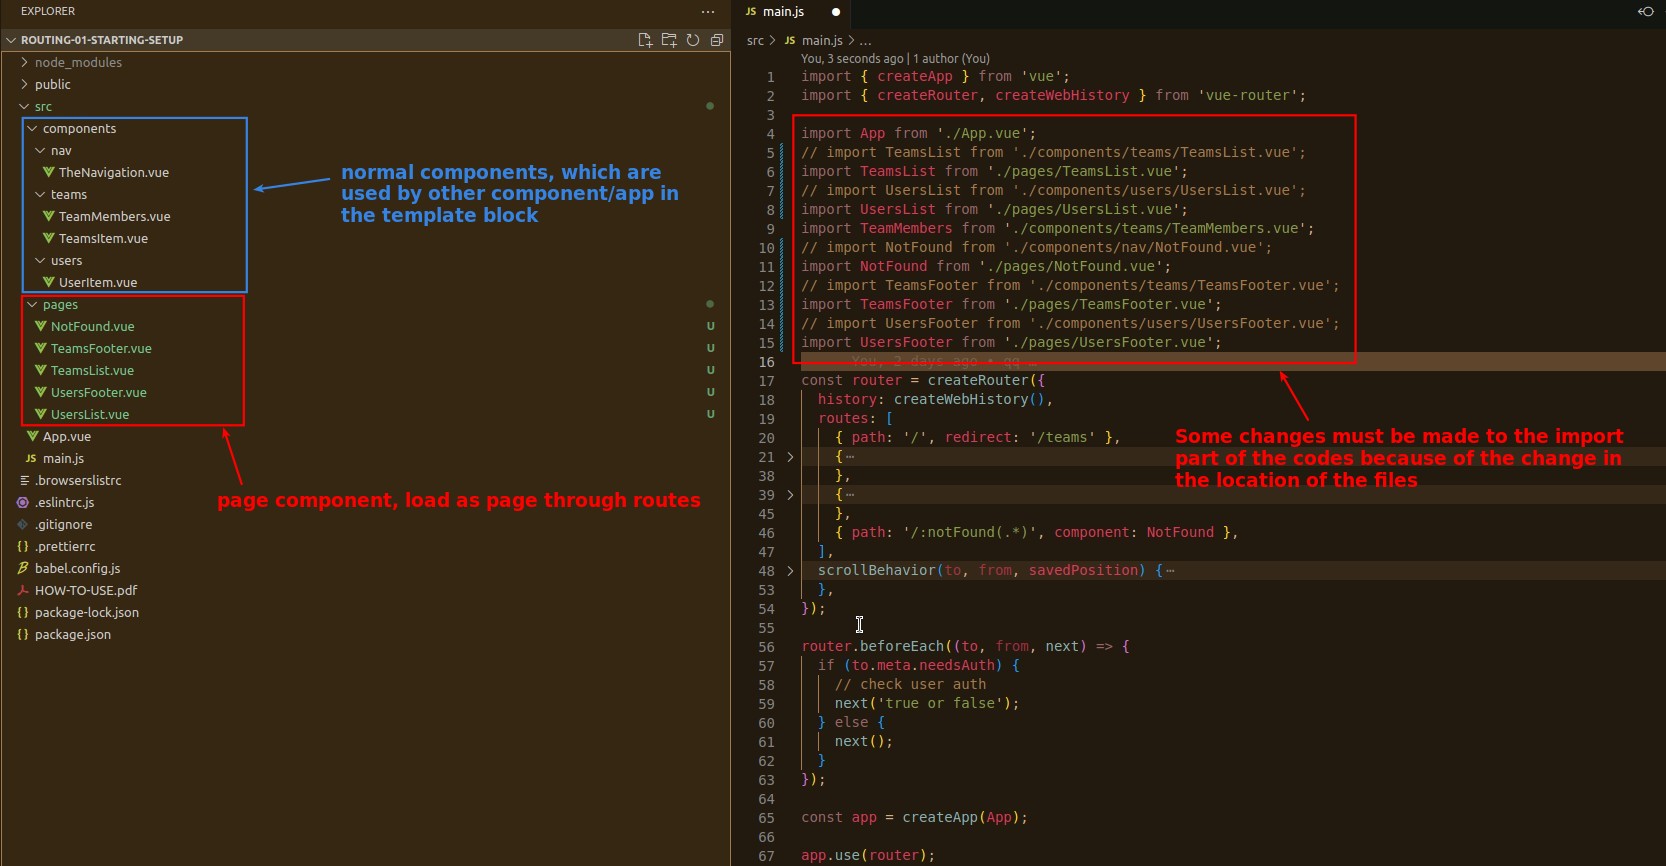 EXPLORER
ROUTING-01-STARTING-SETUP
node_modules
public
src
components
nav
TheNavigation.vue
teams
TeamMembers.vue
TeamsItem.vue
users
UserItem.vue
pages
NotFound.vue U
TeamsFooter.vue U
TeamsList.vue U
UsersFooter.vue U
UsersList.vue U
App.vue
JS main.js
.browserslistrc
.eslintrc.js
.gitignore
{ } .prettierrc
babel.config.js
HOW-TO-USE.pdf
{ } package-lock.json
{ } package.json
normal components, which are
used by other component/app in
the template block
page component, load as page through routes
JS main.js
src > JS main.js > ...
You, 3 seconds ago | 1 author (You)
1 import { createApp } from 'vue';
2 import { createRouter, createWebHistory } from 'vue-router';
3
4 import App from './App.vue';
5 // import TeamsList from './components/teams/TeamsList.vue';
6 import TeamsList from './pages/TeamsList.vue';
7 // import UsersList from './components/users/UsersList.vue';
8 import UsersList from './pages/UsersList.vue';
9 import TeamMembers from './components/teams/TeamMembers.vue';
10 // import NotFound from './components/nav/NotFound.vue';
11 import NotFound from './pages/NotFound.vue';
12 // import TeamsFooter from './components/teams/TeamsFooter.vue';
13 import TeamsFooter from './pages/TeamsFooter.vue';
14 // import UsersFooter from './components/users/UsersFooter.vue';
15 import UsersFooter from './pages/UsersFooter.vue';
16 You, 2 days ago • qq …
17 const router = createRouter({
18 history: createWebHistory(),
19 routes: [
20 { path: '/', redirect: '/teams' },
21 {⋯
38 },
39 {⋯
45 },
46 { path: '/:notFound(.*)', component: NotFound },
47 ],
48 scrollBehavior(to, from, savedPosition) {⋯
53 },
54 });
55
56 router.beforeEach((to, from, next) => {
57 if (to.meta.needsAuth) {
58 // check user auth
59 next('true or false');
60 } else {
61 next();
62 }
63 });
64
65 const app = createApp(App);
66
67 app.use(router);
Some changes must be made to the import
part of the codes because of the change in
the location of the files